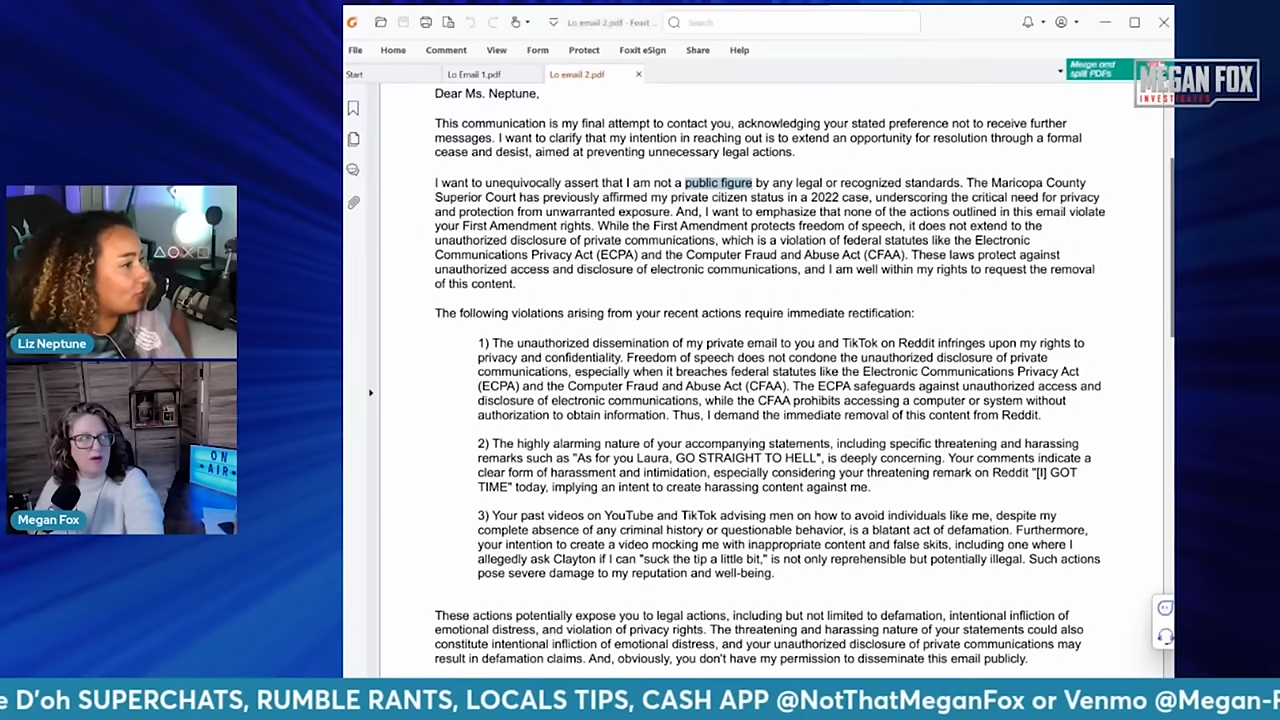 Lo email 2.pdf - Foxit ...
Search
File Home Comment View Form Protect Foxit eSign Share Help
Start Lo Email 1.pdf Lo email 2.pdf
Merge and
split PDFs
MEGAN FOX
INVESTIGATES
Dear Ms. Neptune,
This communication is my final attempt to contact you, acknowledging your stated preference not to receive further
messages. I want to clarify that my intention in reaching out is to extend an opportunity for resolution through a formal
cease and desist, aimed at preventing unnecessary legal actions.
I want to unequivocally assert that I am not a public figure by any legal or recognized standards. The Maricopa County
Superior Court has previously affirmed my private citizen status in a 2022 case, underscoring the critical need for privacy
and protection from unwarranted exposure. And, I want to emphasize that none of the actions outlined in this email violate
your First Amendment rights. While the First Amendment protects freedom of speech, it does not extend to the
unauthorized disclosure of private communications, which is a violation of federal statutes like the Electronic
Communications Privacy Act (ECPA) and the Computer Fraud and Abuse Act (CFAA). These laws protect against
unauthorized access and disclosure of electronic communications, and I am well within my rights to request the removal
of this content.
The following violations arising from your recent actions require immediate rectification:
1) The unauthorized dissemination of my private email to you and TikTok on Reddit infringes upon my rights to
privacy and confidentiality. Freedom of speech does not condone the unauthorized disclosure of private
communications, especially when it breaches federal statutes like the Electronic Communications Privacy Act
(ECPA) and the Computer Fraud and Abuse Act (CFAA). The ECPA safeguards against unauthorized access and
disclosure of electronic communications, while the CFAA prohibits accessing a computer or system without
authorization to obtain information. Thus, I demand the immediate removal of this content from Reddit.
2) The highly alarming nature of your accompanying statements, including specific threatening and harassing
remarks such as "As for you Laura, GO STRAIGHT TO HELL", is deeply concerning. Your comments indicate a
clear form of harassment and intimidation, especially considering your threatening remark on Reddit "[I] GOT
TIME" today, implying an intent to create harassing content against me.
3) Your past videos on YouTube and TikTok advising men on how to avoid individuals like me, despite my
complete absence of any criminal history or questionable behavior, is a blatant act of defamation. Furthermore,
your intention to create a video mocking me with inappropriate content and false skits, including one where I
allegedly ask Clayton if I can "suck the tip a little bit," is not only reprehensible but potentially illegal. Such actions
pose severe damage to my reputation and well-being.
These actions potentially expose you to legal actions, including but not limited to defamation, intentional infliction of
emotional distress, and violation of privacy rights. The threatening and harassing nature of your statements could also
constitute intentional infliction of emotional distress, and your unauthorized disclosure of private communications may
result in defamation claims. And, obviously, you don't have my permission to disseminate this email publicly.
Liz Neptune
ON
AIR
Megan Fox
e D'oh SUPERCHATS, RUMBLE RANTS, LOCALS TIPS, CASH APP @NotThatMeganFox or Venmo @Megan-F